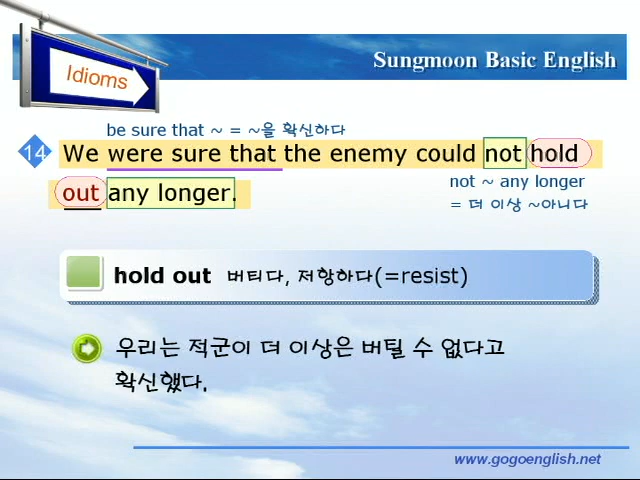 Idioms
Sungmoon Basic English
be sure that ~ = ~을 확신하다
14
We were sure that the enemy could not hold
out any longer.
not ~ any longer
= 더 이상 ~아니다
hold out 버티다, 저항하다(=resist)
우리는 적군이 더 이상은 버틸 수 없다고
확신했다.
www.gogoenglish.net